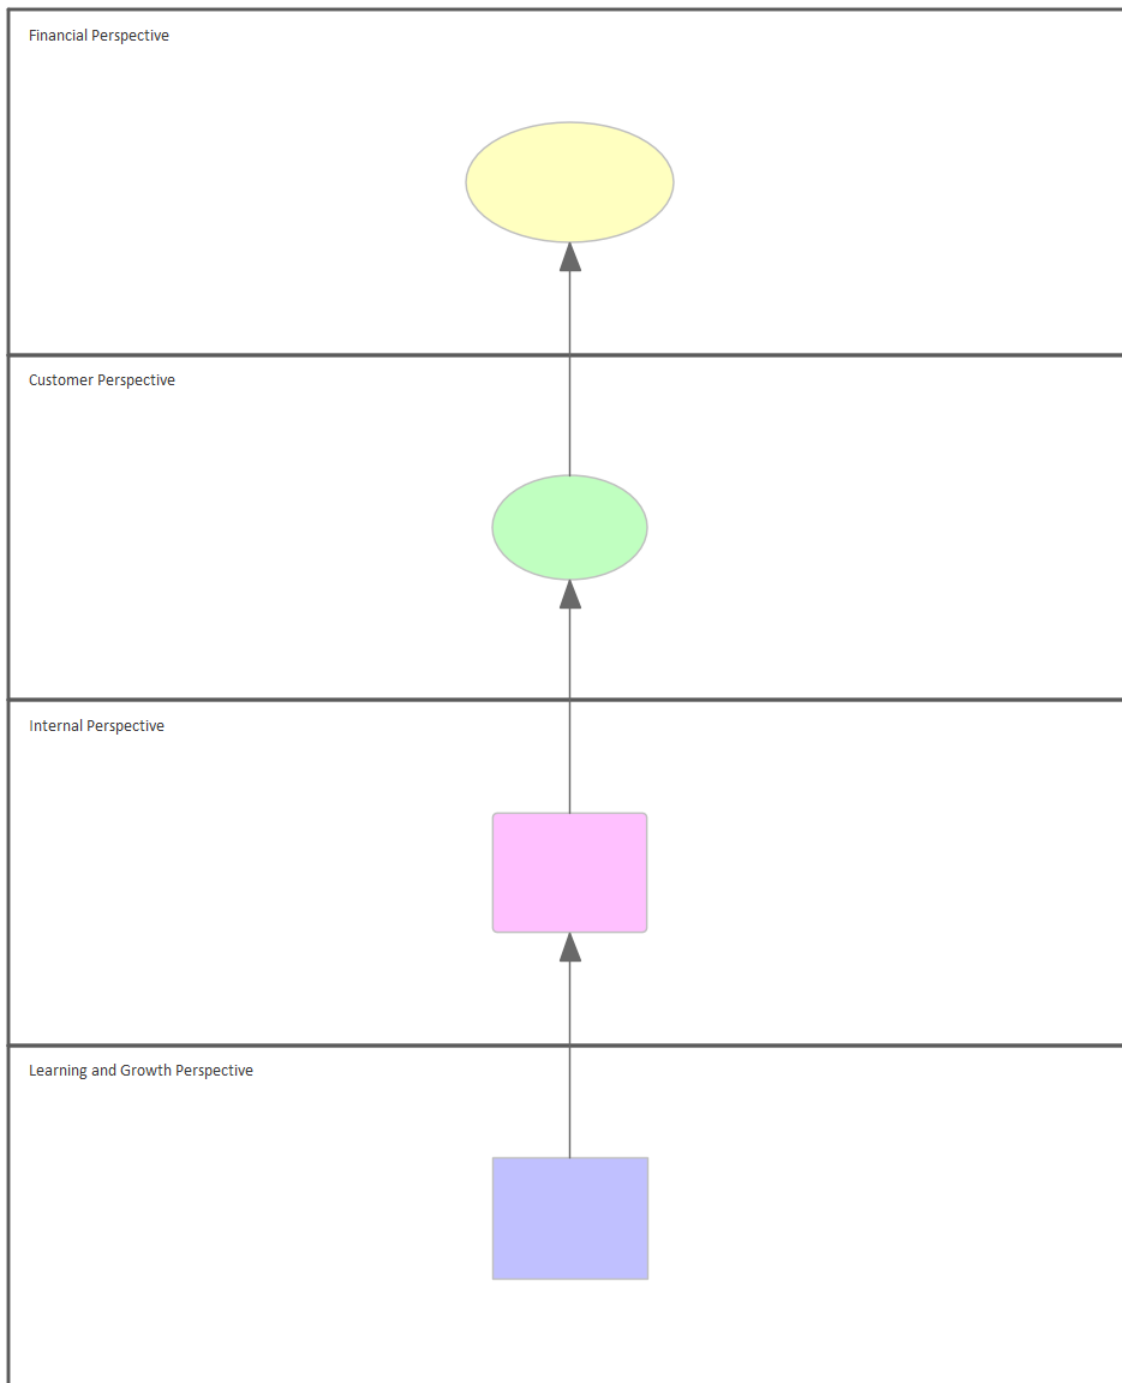 Financial Perspective
Customer Perspective
Internal Perspective
Learning and Growth Perspective